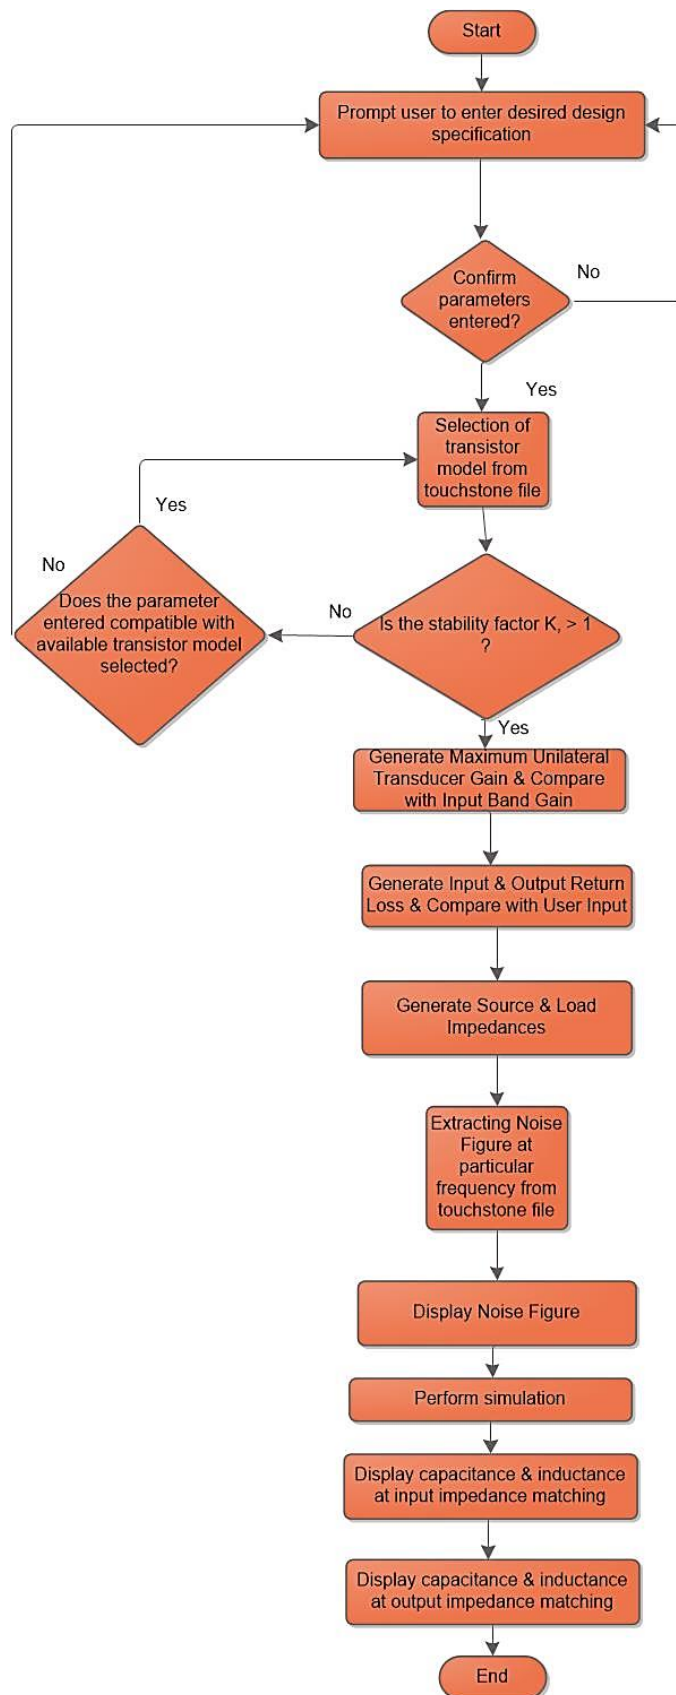 Start
Prompt user to enter desired design
specification
Confirm
parameters
entered?
No
Yes
Selection of
transistor
model from
touchstone file
Yes
No
Does the parameter
entered compatible with
available transistor model
selected?
No
Is the stability factor K, > 1
?
Yes
Generate Maximum Unilateral
Transducer Gain & Compare
with Input Band Gain
Generate Input & Output Return
Loss & Compare with User Input
Generate Source & Load
Impedances
Extracting Noise
Figure at
particular
frequency from
touchstone file
Display Noise Figure
Perform simulation
Display capacitance & inductance
at input impedance matching
Display capacitance & inductance
at output impedance matching
End